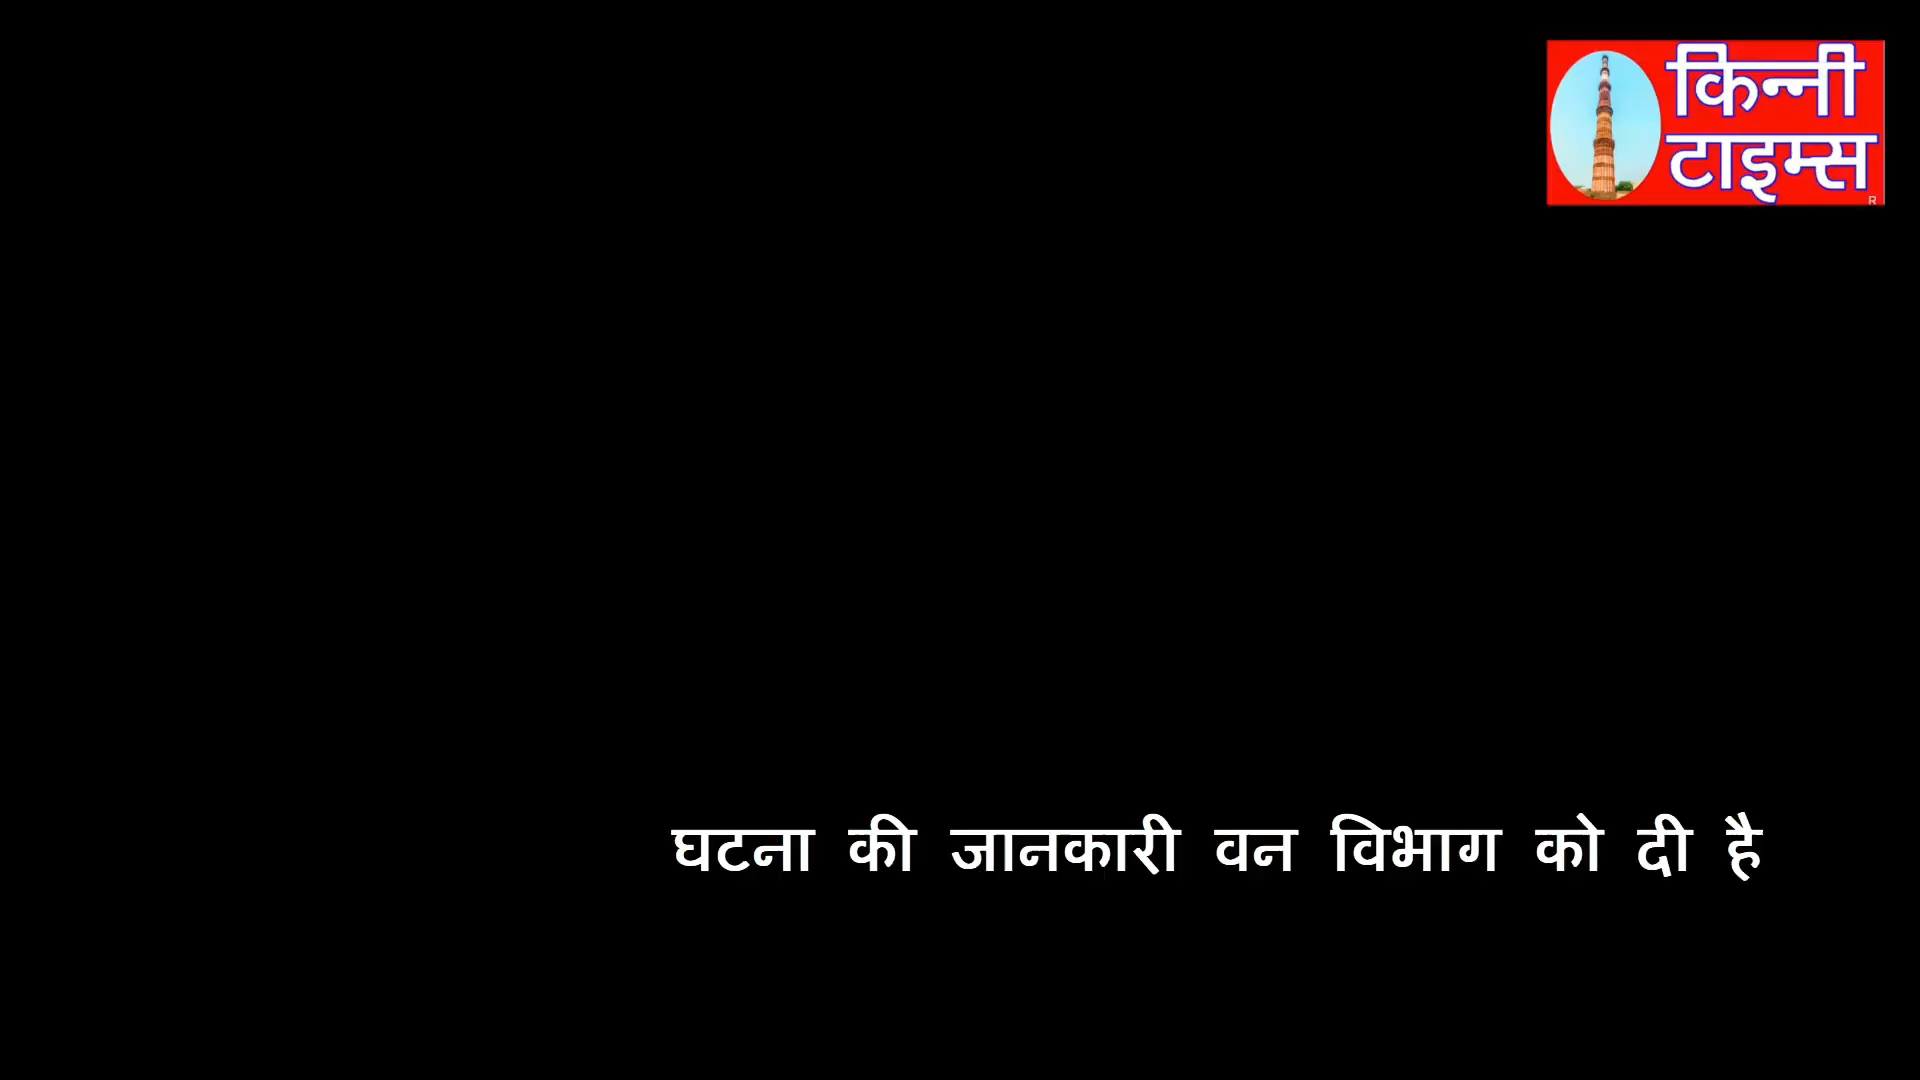 किन्नी
टाइम्स
R
घटना की जानकारी वन विभाग को दी है